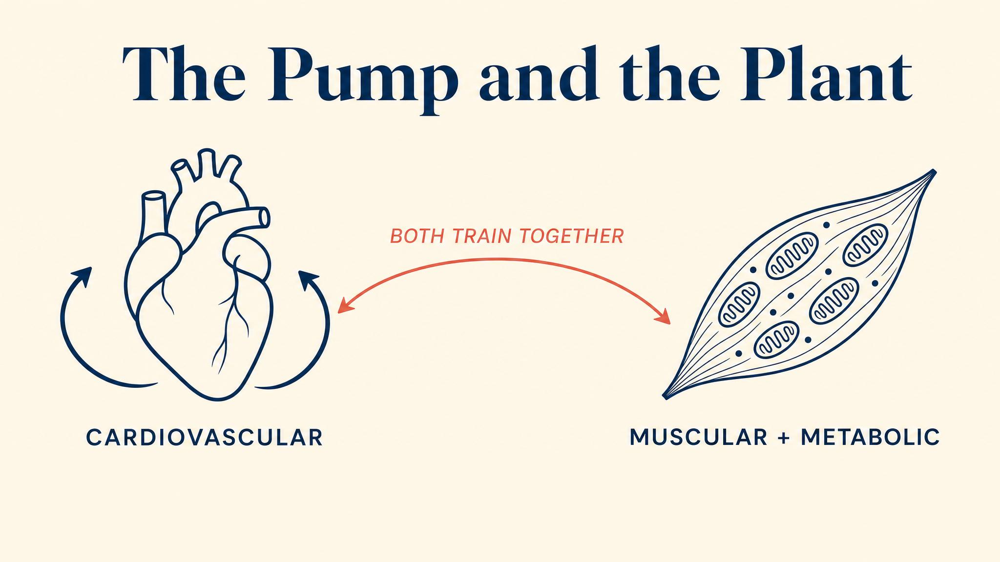 The Pump and the Plant
BOTH TRAIN TOGETHER
CARDIOVASCULAR
MUSCULAR + METABOLIC